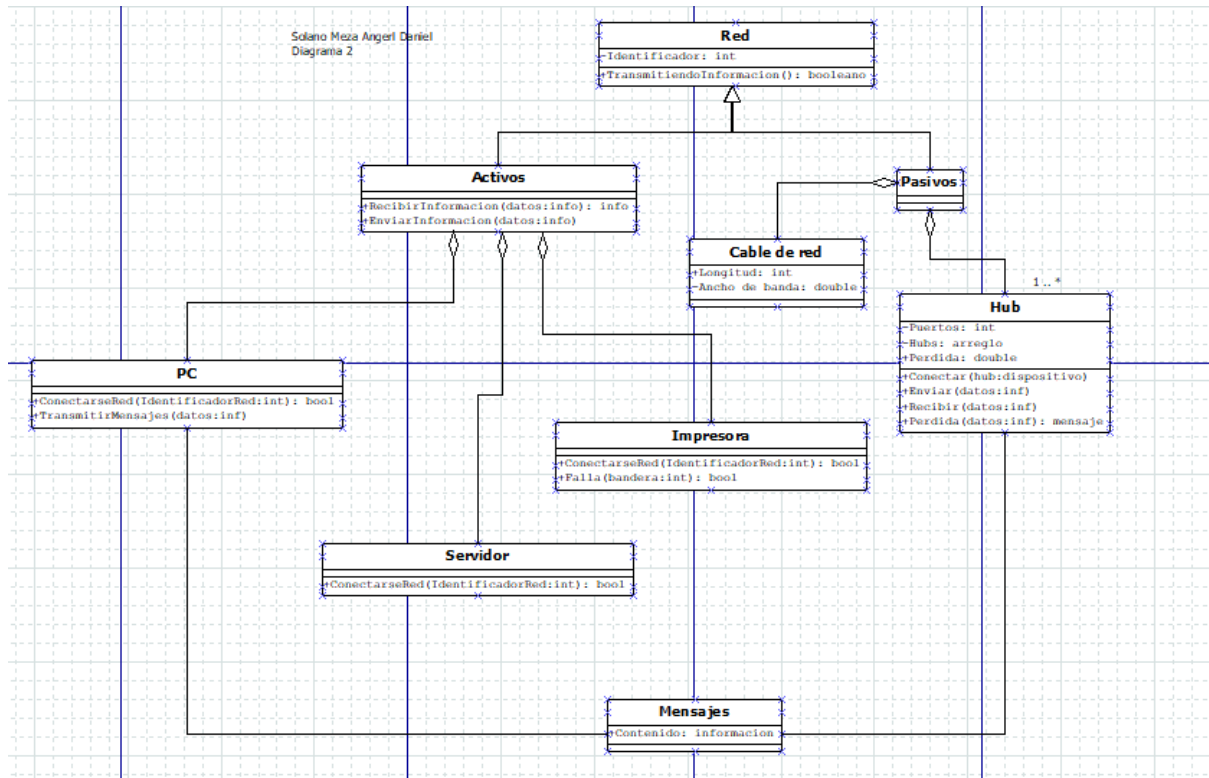 Solano Meza Angerl Daniel
Diagrama 2
Red
-Identificador: int
+TransmitiendoInformacion(): booleano
Activos
+RecibirInformacion(datos:info): info
+EnviarInformacion(datos:info)
Pasivos
Cable de red
+Longitud: int
-Ancho de banda: double
1..*
Hub
-Puertos: int
-Hubs: arreglo
+Perdida: double
+Conectar(hub:dispositivo)
+Enviar(datos:inf)
+Recibir(datos:inf)
+Perdida(datos:inf): mensaje
PC
+ConectarseRed(IdentificadorRed:int): bool
+TransmitirMensajes(datos:inf)
Impresora
+ConectarseRed(IdentificadorRed:int): bool
+Falla(bandera:int): bool
Servidor
+ConectarseRed(IdentificadorRed:int): bool
Mensajes
+Contenido: informacion